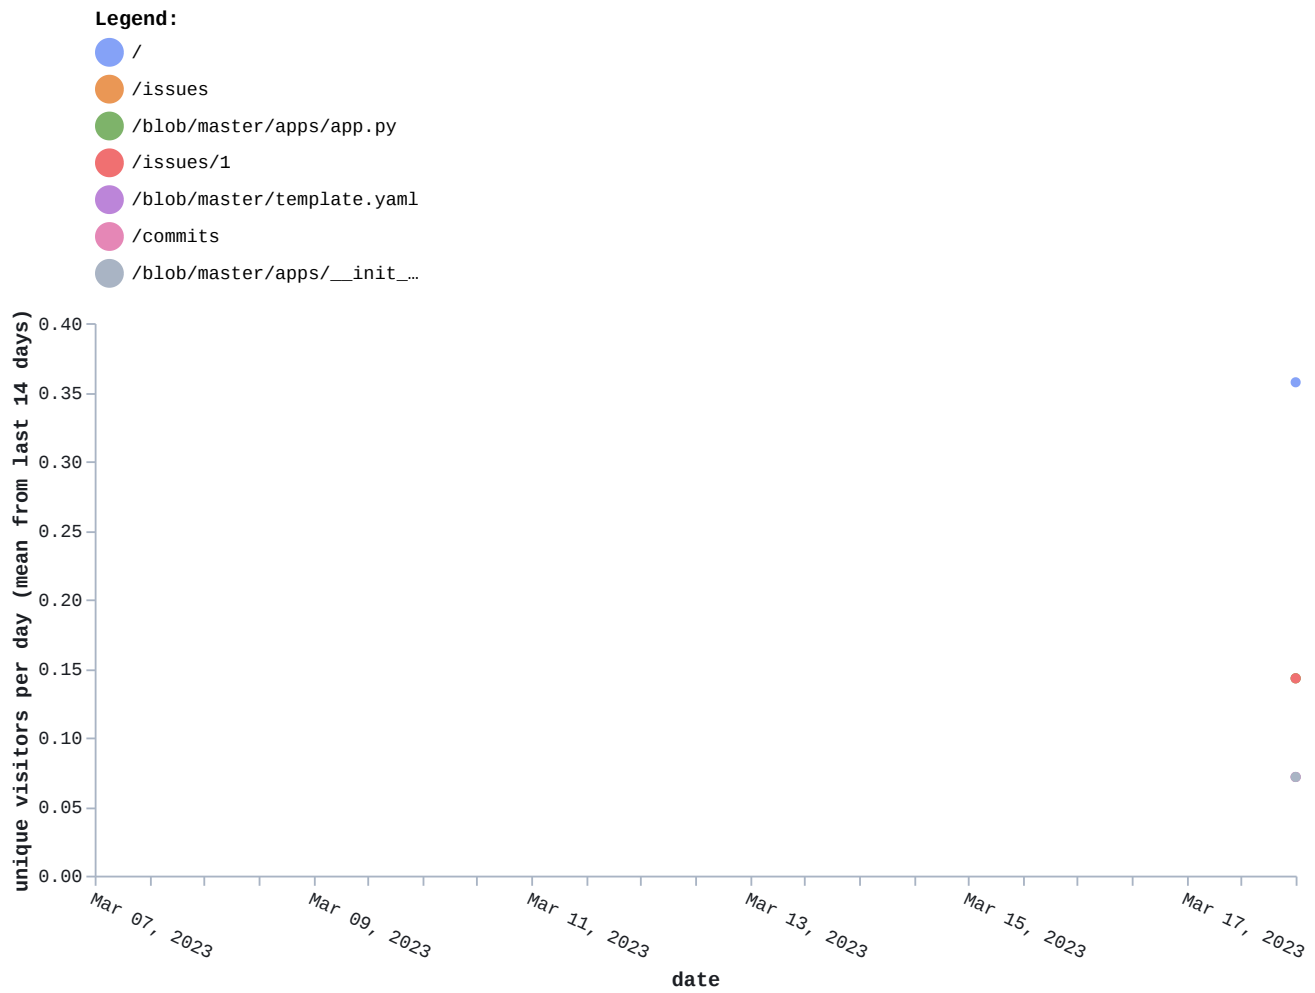 Legend:
/
/issues
/blob/master/apps/app.py
/issues/1
/blob/master/template.yaml
/commits
/blob/master/apps/__init_…
unique visitors per day (mean from last 14 days)
0.40
0.35
0.30
0.25
0.20
0.15
0.10
0.05
0.00
Mar 07, 2023
Mar 09, 2023
Mar 11, 2023
Mar 13, 2023
Mar 15, 2023
Mar 17, 2023
date